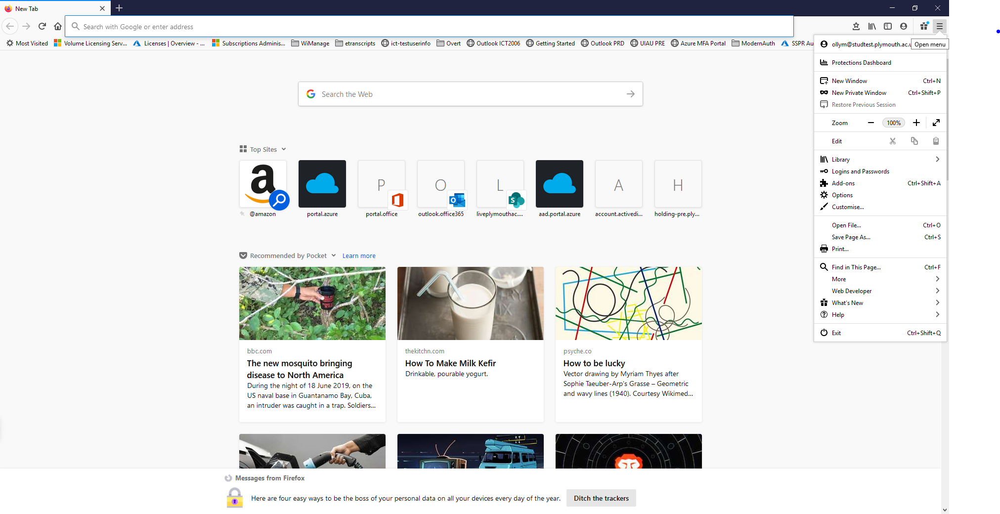 New Tab
Search with Google or enter address
Most Visited
Volume Licensing Serv...
Licenses | Overview - ...
Subscriptions Adminis...
WiManage
etranscripts
ict-testuserinfo
Overt
Outlook ICT2006
Getting Started
Outlook PRD
UIAU PRE
Azure MFA Portal
ModernAuth
SSPR Au
ollym@studtest.plymouth.ac.u
Open menu
Protections Dashboard
New Window Ctrl+N
New Private Window Ctrl+Shift+P
Restore Previous Session
Zoom 100%
Edit
Library
Logins and Passwords
Add-ons Ctrl+Shift+A
Options
Customise...
Open File... Ctrl+O
Save Page As... Ctrl+S
Print...
Find in This Page... Ctrl+F
More
Web Developer
What's New
Help
Exit Ctrl+Shift+Q
Search the Web
Top Sites
a
P
O
L
A
H
@amazon
portal.azure
portal.office
outlook.office365
liveplymouthac....
aad.portal.azure
account.activedi...
holding-pre.ply...
Recommended by Pocket Learn more
bbc.com
The new mosquito bringing
disease to North America
During the night of 18 June 2019, on the
US naval base in Guantanamo Bay, Cuba,
an intruder was caught in a trap. Soldiers...
thekitchn.com
How To Make Milk Kefir
Drinkable, pourable yogurt.
psyche.co
How to be lucky
Vector drawing by Myriam Thyes after
Sophie Taeuber-Arp's Grasse – Geometric
and wavy lines (1940). Courtesy Wikimed...
Messages from Firefox
Here are four easy ways to be the boss of your personal data on all your devices every day of the year.
Ditch the trackers